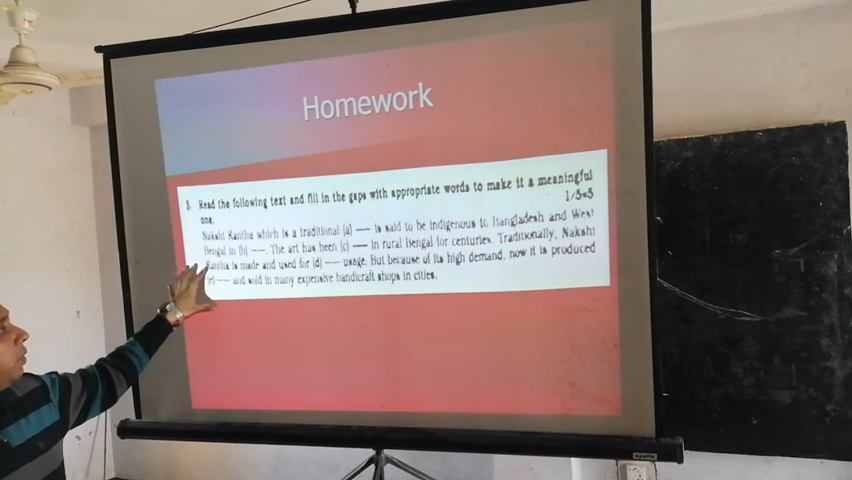 Homework
3. Read the following text and fill in the gaps with appropriate words to make it a meaningful
one. 1×5=5
Nakshi Kantha which is a traditional (a) — is said to be indigenous to Bangladesh and West
Bengal in (b) —. The art has been (c) — in rural Bengal for centuries. Traditionally, Nakshi
Kantha is made and used for (d) — usage. But because of its high demand, now it is produced
(e) — and sold in many expensive handicraft shops in cities.
apollo